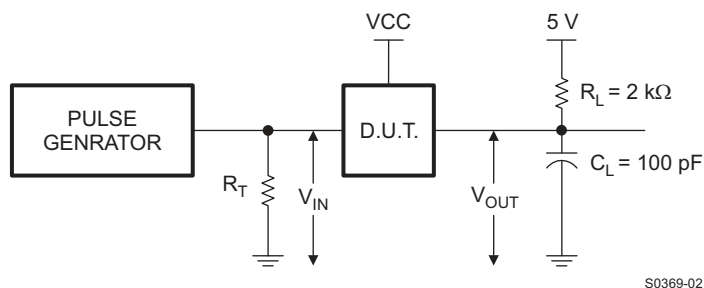 VCC
5 V
PULSE
GENRATOR
D.U.T.
R_L = 2 kΩ
C_L = 100 pF
R_T
V_IN
V_OUT
S0369-02